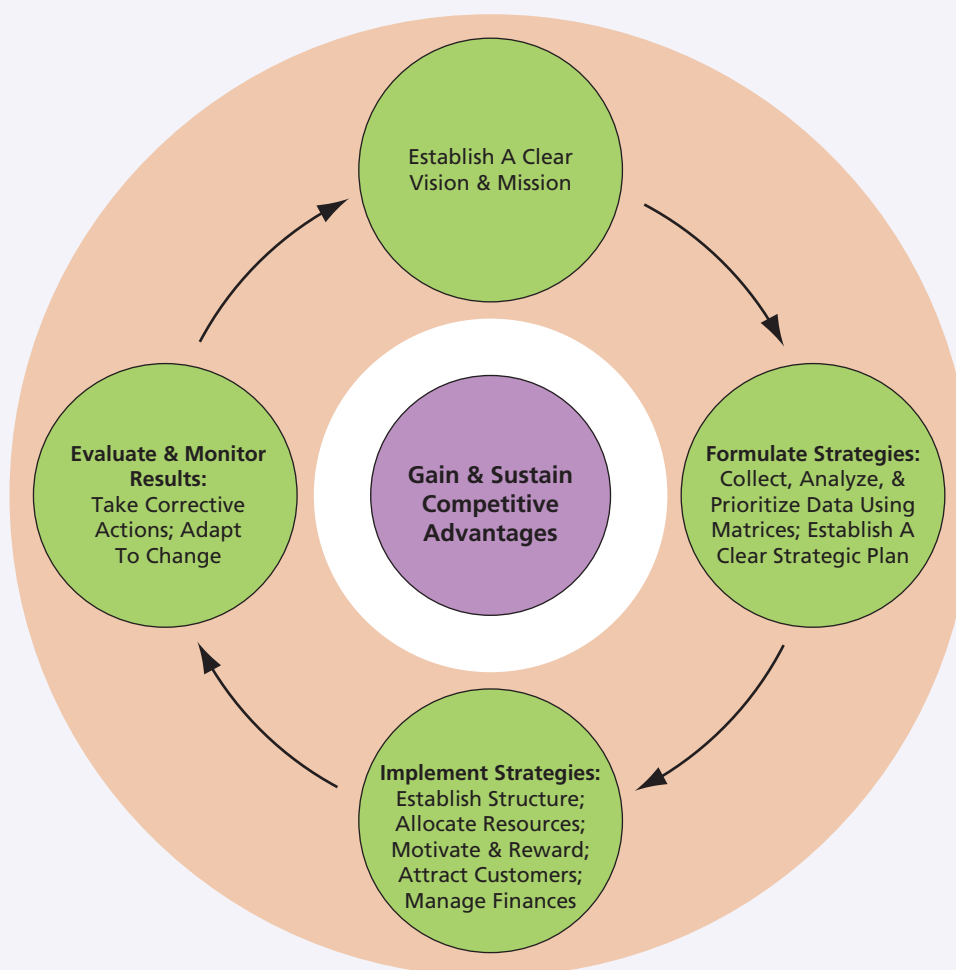 Establish A Clear
Vision & Mission
Evaluate & Monitor
Results:
Take Corrective
Actions; Adapt
To Change
Gain & Sustain
Competitive
Advantages
Formulate Strategies:
Collect, Analyze, &
Prioritize Data Using
Matrices; Establish A
Clear Strategic Plan
Implement Strategies:
Establish Structure;
Allocate Resources;
Motivate & Reward;
Attract Customers;
Manage Finances